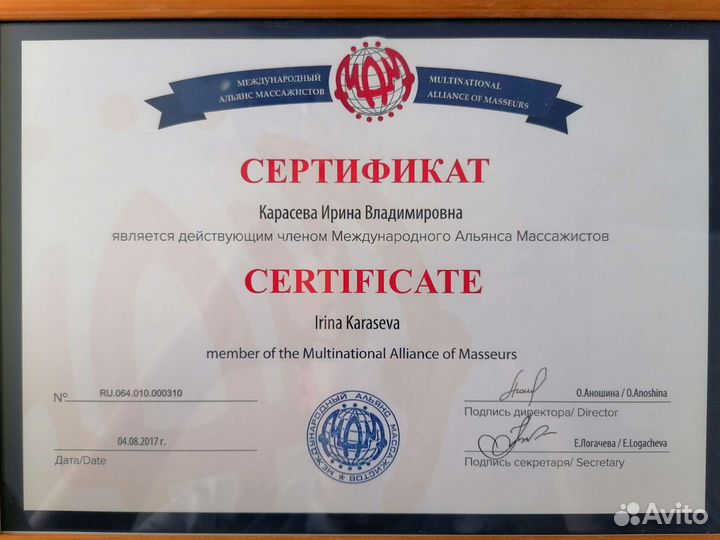 МЕЖДУНАРОДНЫЙ
АЛЬЯНС МАССАЖИСТОВ
МАМ
MULTINATIONAL
ALLIANCE OF MASSEURS
СЕРТИФИКАТ
Карасева Ирина Владимировна
является действующим членом Международного Альянса Массажистов
CERTIFICATE
Irina Karaseva
member of the Multinational Alliance of Masseurs
№ RU.064.010.000310
04.08.2017 г.
Дата/Date
МЕЖДУНАРОДНЫЙ АЛЬЯНС МАССАЖИСТОВ
МАМ
О.Аношина / O.Anoshina
Подпись директора/ Director
Е.Логачева / E.Logacheva
Подпись секретаря/ Secretary
Avito